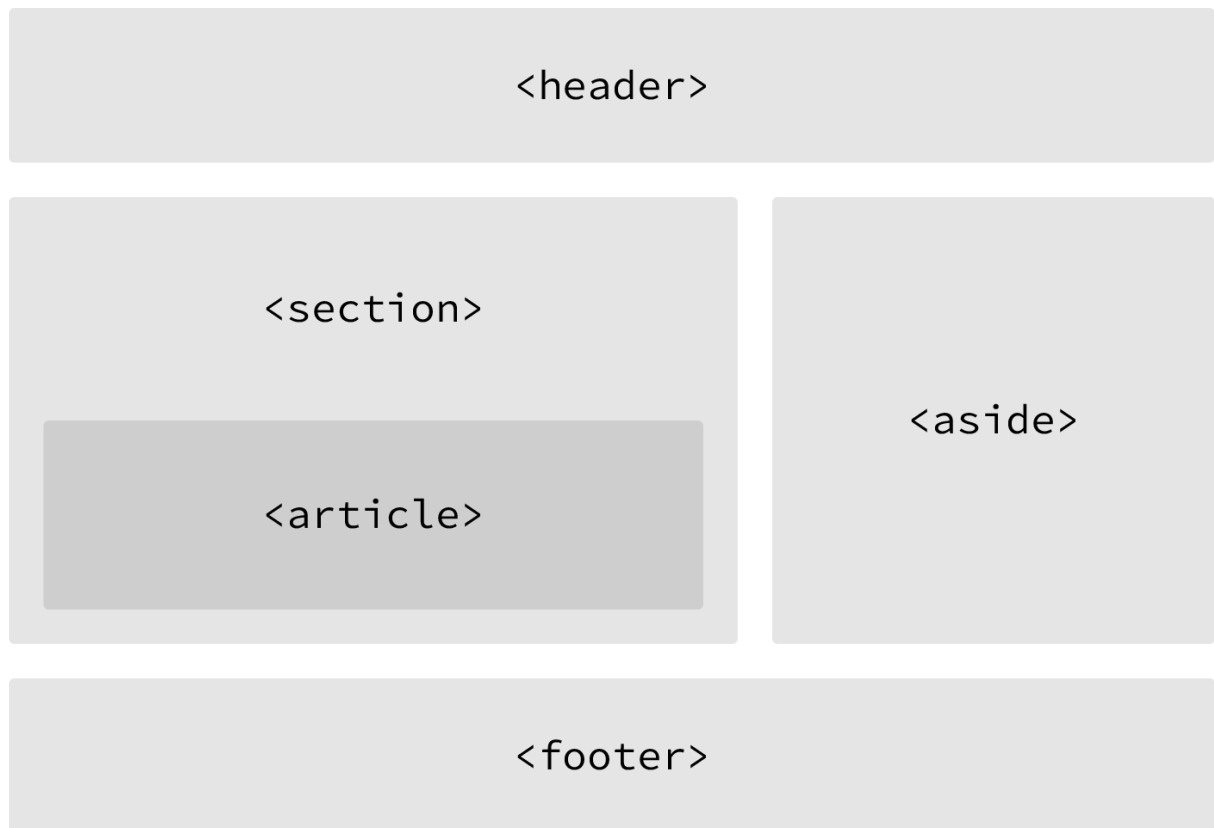 <header>
<section>
<aside>
<article>
<footer>